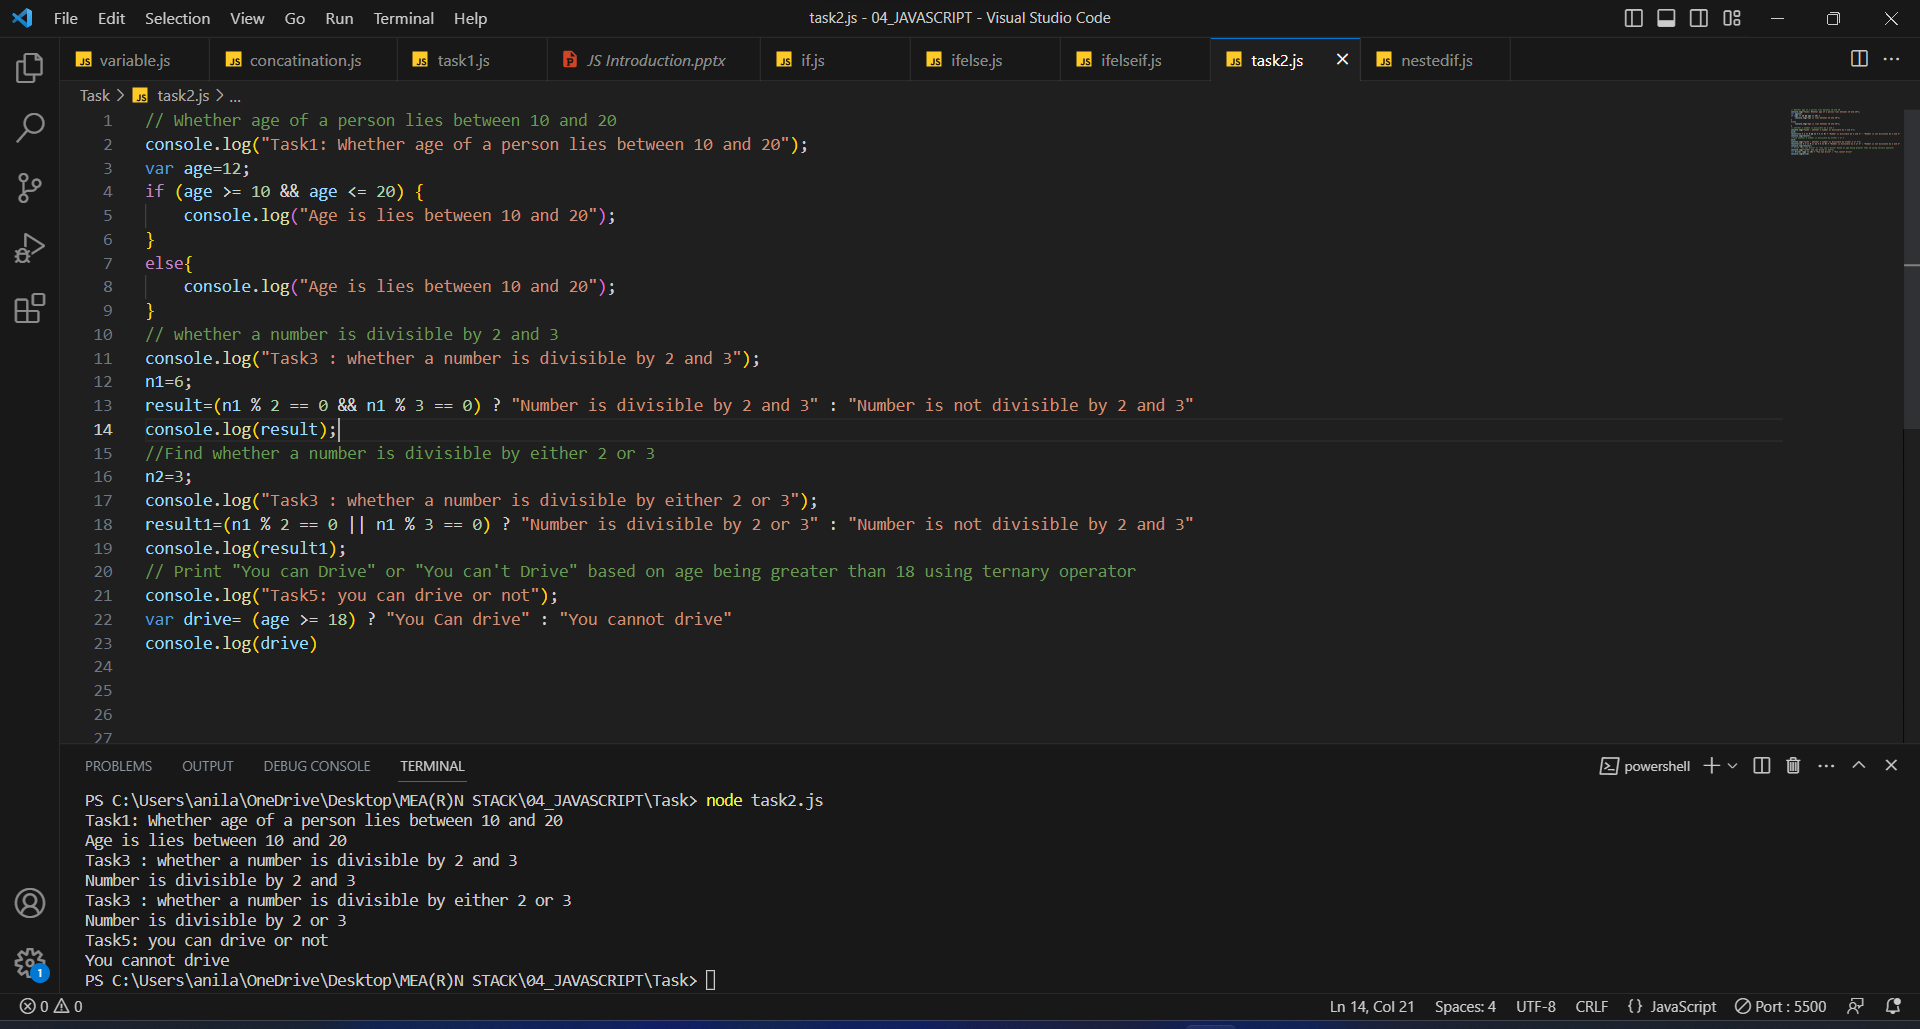 File Edit Selection View Go Run Terminal Help task2.js - 04_JAVASCRIPT - Visual Studio Code
JS variable.js JS concatination.js JS task1.js JS Introduction.pptx JS if.js JS ifelse.js JS ifelseif.js JS task2.js JS nestedif.js
Task > JS task2.js > ...
1 // Whether age of a person lies between 10 and 20
2 console.log("Task1: Whether age of a person lies between 10 and 20");
3 var age=12;
4 if (age >= 10 && age <= 20) {
5     console.log("Age is lies between 10 and 20");
6 }
7 else{
8     console.log("Age is lies between 10 and 20");
9 }
10 // whether a number is divisible by 2 and 3
11 console.log("Task3 : whether a number is divisible by 2 and 3");
12 n1=6;
13 result=(n1 % 2 == 0 && n1 % 3 == 0) ? "Number is divisible by 2 and 3" : "Number is not divisible by 2 and 3"
14 console.log(result);
15 //Find whether a number is divisible by either 2 or 3
16 n2=3;
17 console.log("Task3 : whether a number is divisible by either 2 or 3");
18 result1=(n1 % 2 == 0 || n1 % 3 == 0) ? "Number is divisible by 2 or 3" : "Number is not divisible by 2 and 3"
19 console.log(result1);
20 // Print "You can Drive" or "You can't Drive" based on age being greater than 18 using ternary operator
21 console.log("Task5: you can drive or not");
22 var drive= (age >= 18) ? "You Can drive" : "You cannot drive"
23 console.log(drive)
24
25
26
27
PROBLEMS OUTPUT DEBUG CONSOLE TERMINAL powershell
PS C:\Users\anila\OneDrive\Desktop\MEA(R)N STACK\04_JAVASCRIPT\Task> node task2.js
Task1: Whether age of a person lies between 10 and 20
Age is lies between 10 and 20
Task3 : whether a number is divisible by 2 and 3
Number is divisible by 2 and 3
Task3 : whether a number is divisible by either 2 or 3
Number is divisible by 2 or 3
Task5: you can drive or not
You cannot drive
PS C:\Users\anila\OneDrive\Desktop\MEA(R)N STACK\04_JAVASCRIPT\Task>
1
0 0 Ln 14, Col 21 Spaces: 4 UTF-8 CRLF {} JavaScript Port : 5500